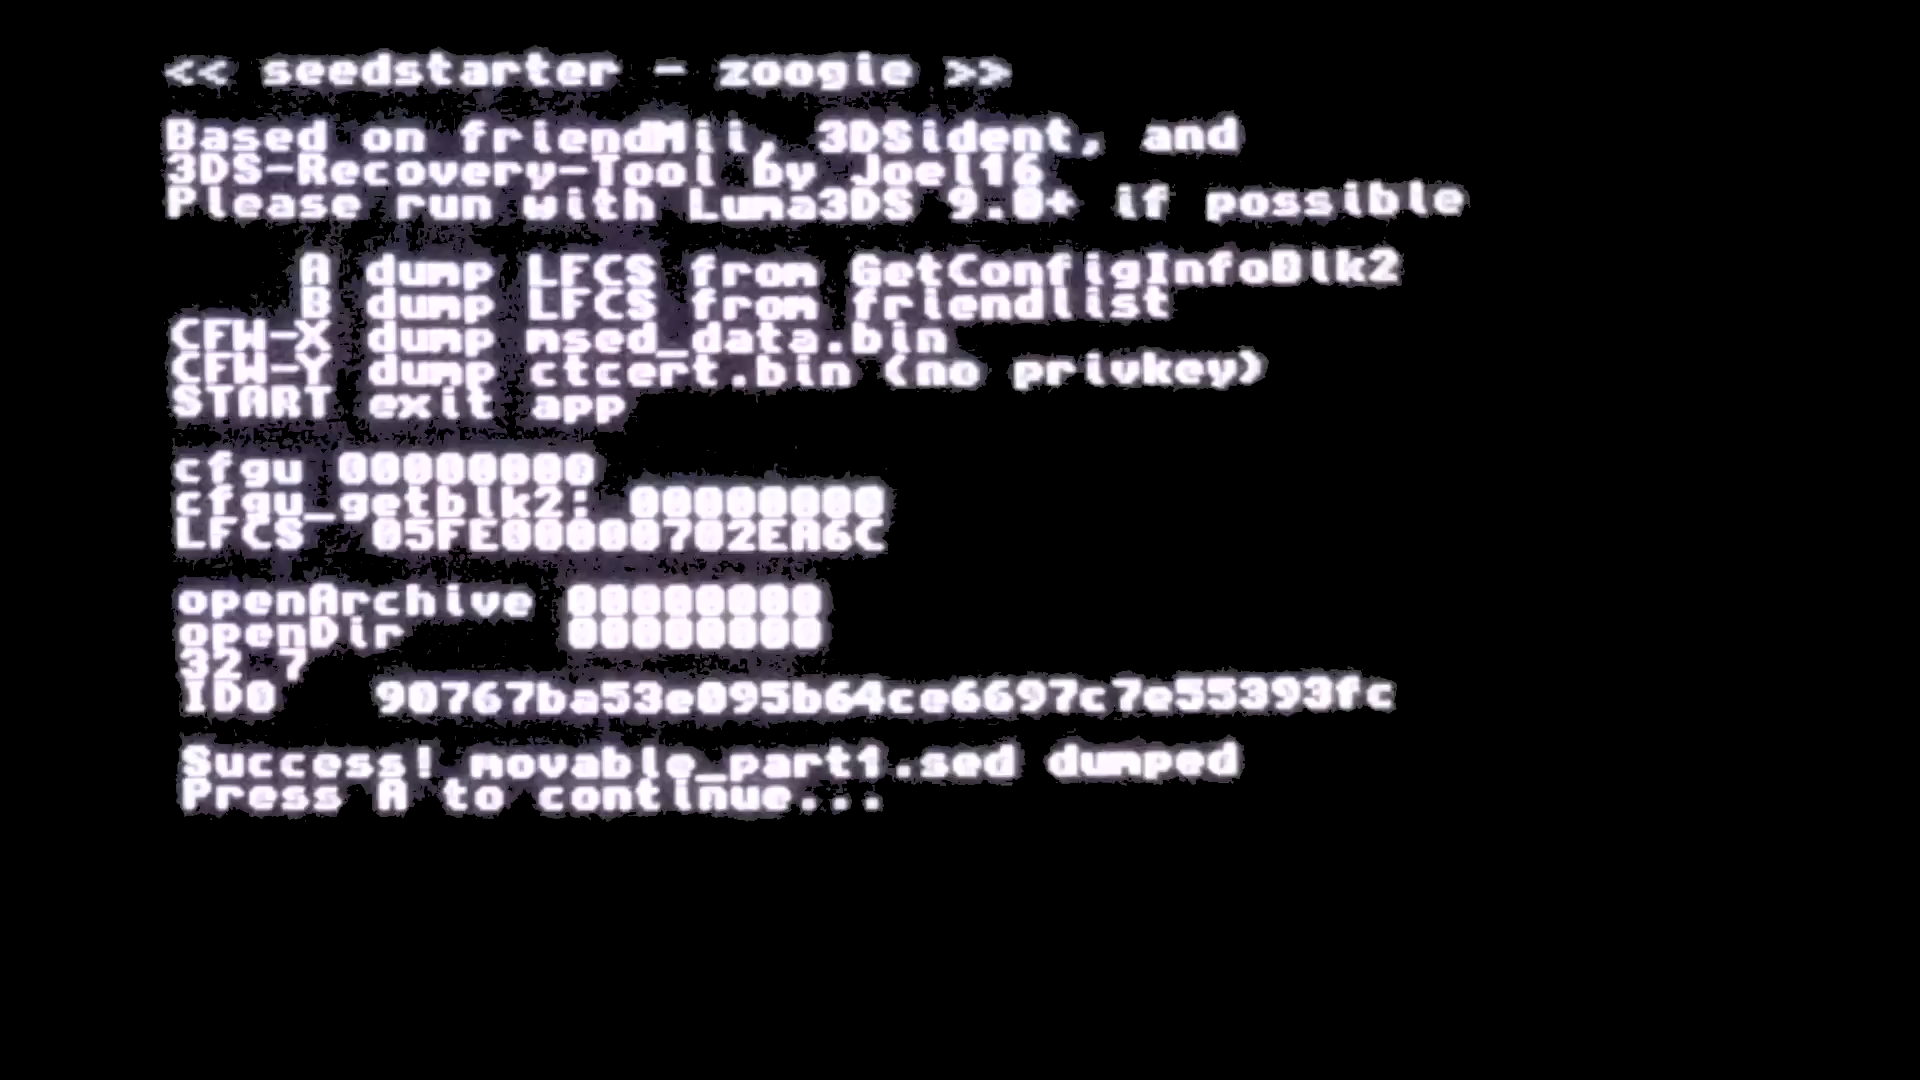 << seedstarter - zoogie >>
Based on friendMii, 3DSident, and
3DS-Recovery-Tool by Joel16
Please run with Luma3DS 9.0+ if possible
A dump LFCS from GetConfigInfoBlk2
B dump LFCS from friendlist
CFW-X dump msed_data.bin
CFW-Y dump ctcert.bin (no privkey)
START exit app
cfgu 00000000
cfgu_getblk2: 00000000
LFCS 05FE00000702EA6C
openArchive 00000000
openDir 00000000
32 7
ID0 90767ba53e095b64ce6697c7e55393fc
Success! movable_part1.sed dumped
Press A to continue...